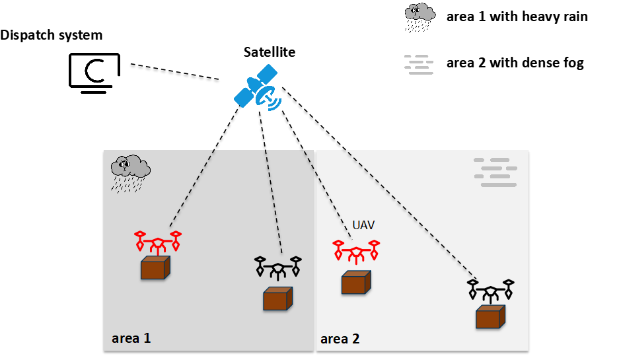 area 1 with heavy rain
Dispatch system
Satellite
area 2 with dense fog
C
UAV
area 1
area 2